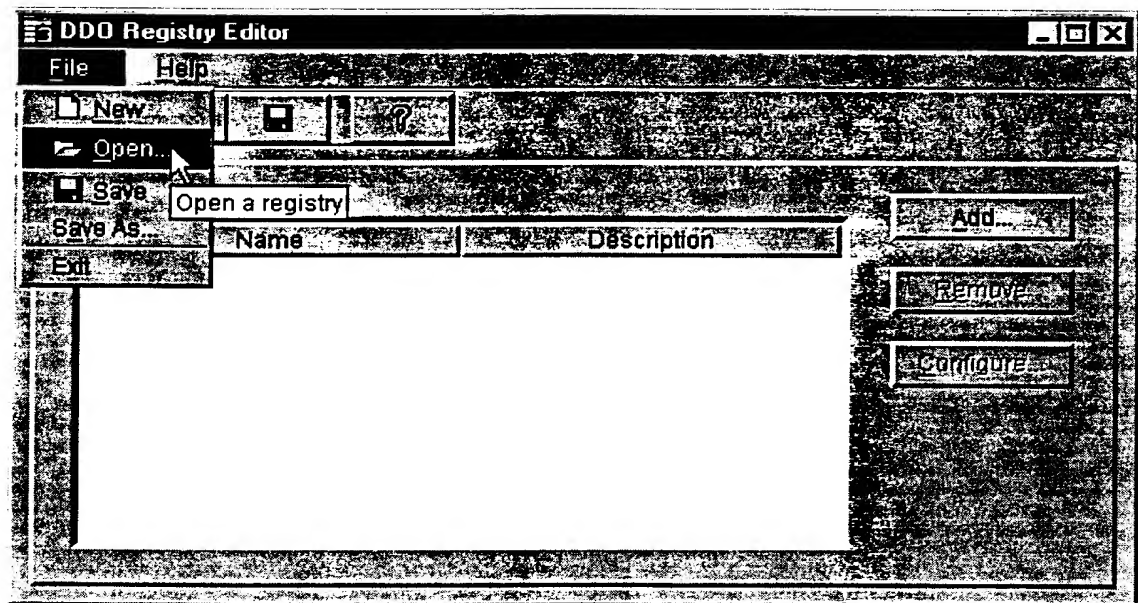 DDO Registry Editor
File Help
New
?
Open...
Save
Open a registry
Save As...
Exit
Name Description
Add...
Remove...
Configure...